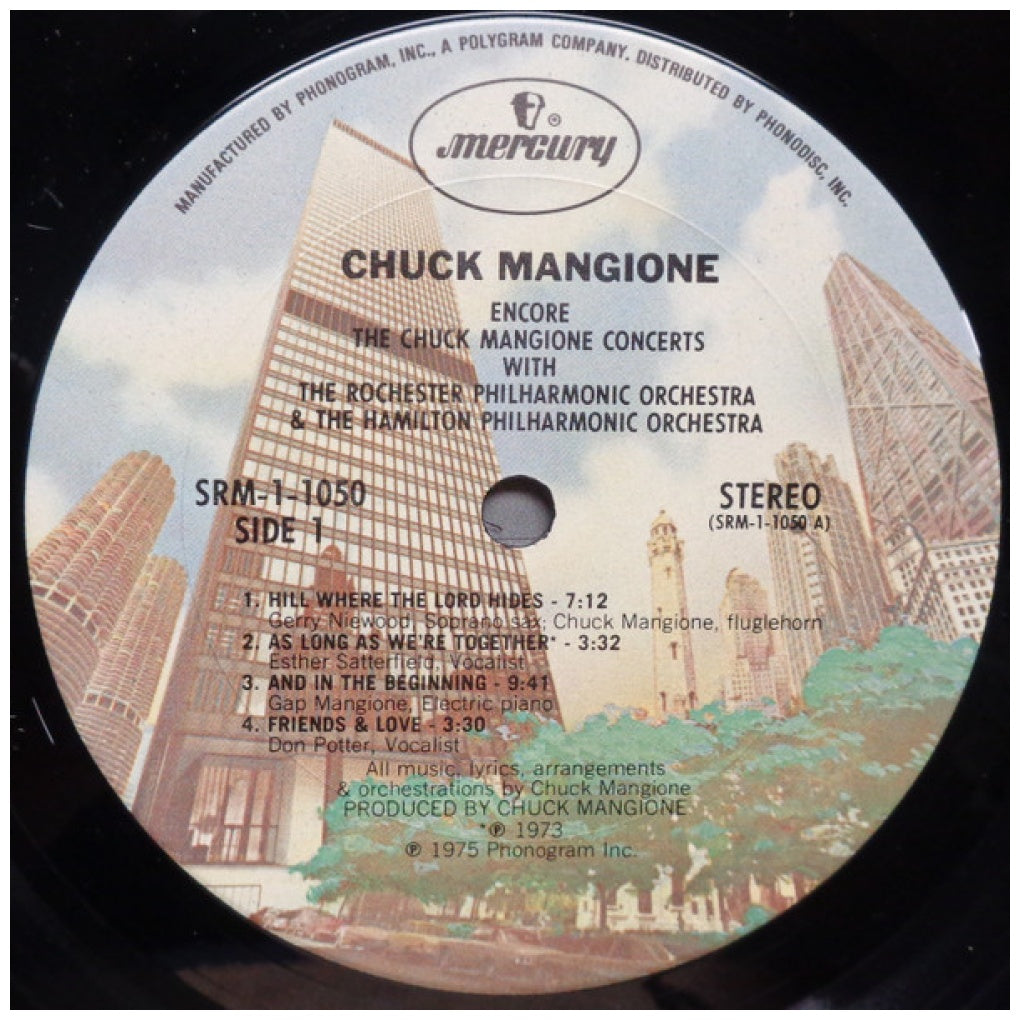 MANUFACTURED BY PHONOGRAM, INC., A POLYGRAM COMPANY. DISTRIBUTED BY PHONODISC, INC.
®
mercury
CHUCK MANGIONE
ENCORE
THE CHUCK MANGIONE CONCERTS
WITH
THE ROCHESTER PHILHARMONIC ORCHESTRA
& THE HAMILTON PHILHARMONIC ORCHESTRA
SRM-1-1050
SIDE 1
STEREO
(SRM-1-1050 A)
1. HILL WHERE THE LORD HIDES - 7:12
Gerry Niewood, Soprano sax; Chuck Mangione, fluglehorn
2. AS LONG AS WE'RE TOGETHER* - 3:32
Esther Satterfield, Vocalist
3. AND IN THE BEGINNING - 9:41
Gap Mangione, Electric piano
4. FRIENDS & LOVE - 3:30
Don Potter, Vocalist
All music, lyrics, arrangements
& orchestrations by Chuck Mangione
PRODUCED BY CHUCK MANGIONE
*℗ 1973
℗ 1975 Phonogram Inc.